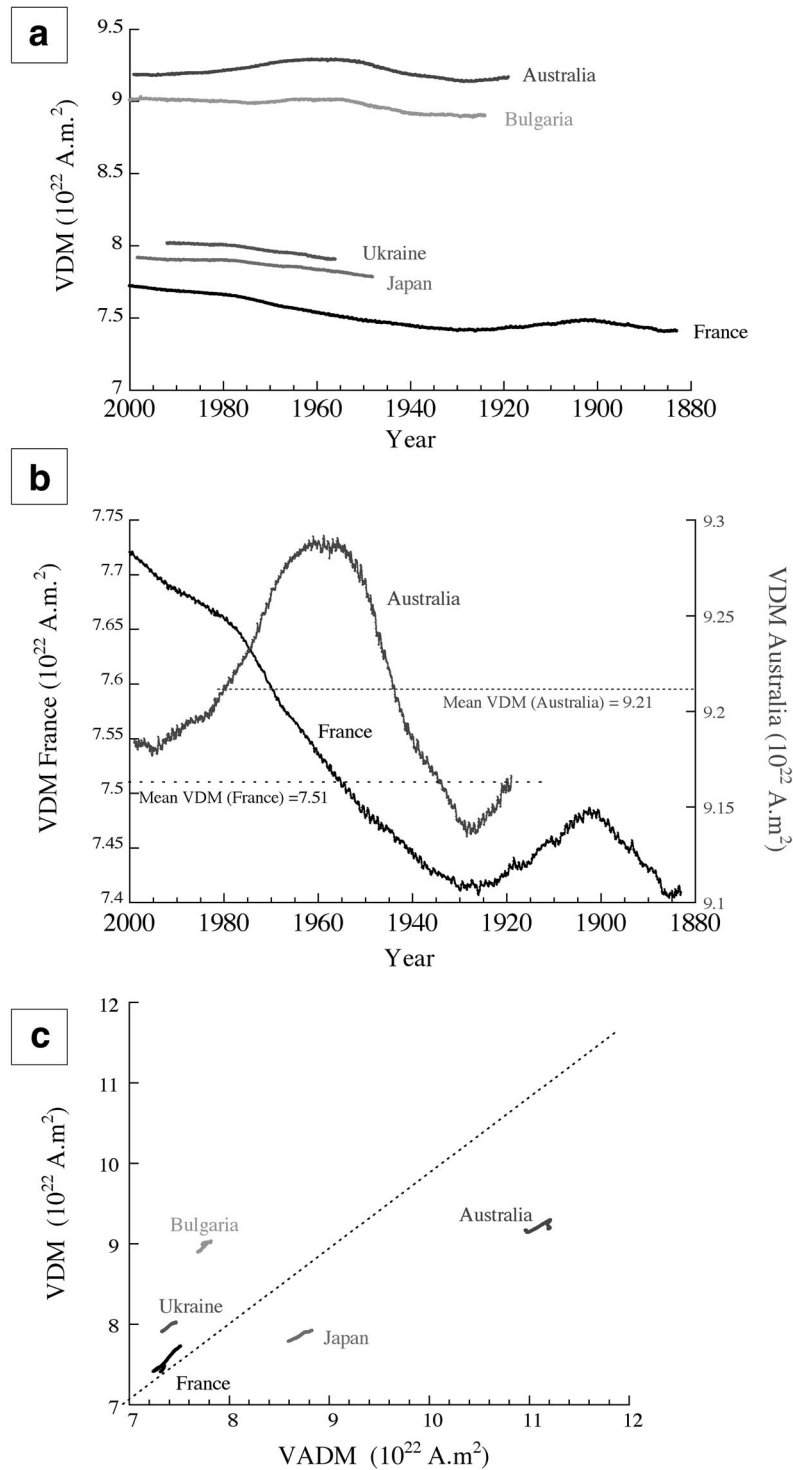 a
9.5
9
8.5
8
7.5
7
VDM (10²² A.m.²)
Australia
Bulgaria
Ukraine
Japan
France
2000 1980 1960 1940 1920 1900 1880
Year
b
7.75
7.7
7.65
7.6
7.55
7.5
7.45
7.4
VDM France (10²² A.m.²)
9.3
9.25
9.2
9.15
9.1
VDM Australia (10²² A.m²)
Australia
Mean VDM (Australia) = 9.21
France
Mean VDM (France) =7.51
2000 1980 1960 1940 1920 1900 1880
Year
c
12
11
10
9
8
7
VDM (10²² A.m²)
Bulgaria
Australia
Ukraine
Japan
France
7 8 9 10 11 12
VADM (10²² A.m²)